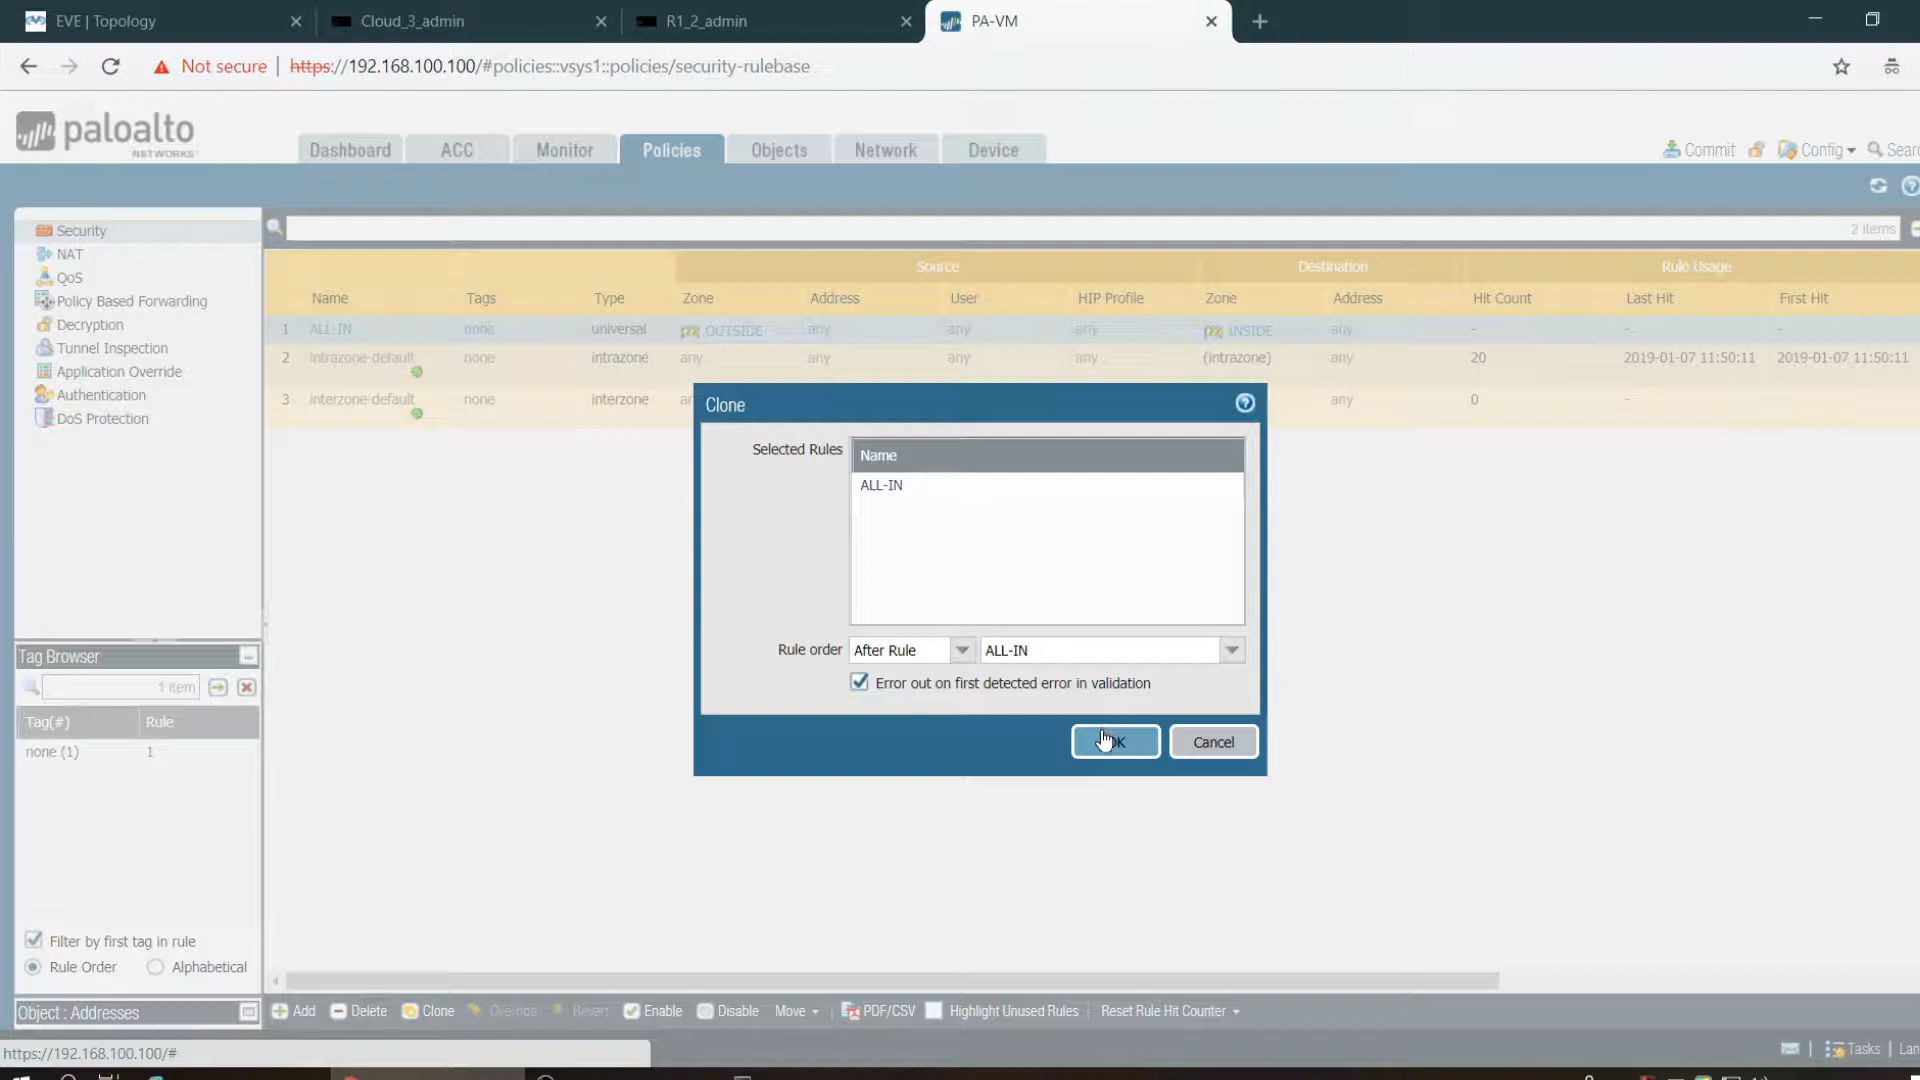 EVE | Topology
Cloud_3_admin
R1_2_admin
PA-VM
Not secure
https://192.168.100.100/#policies::vsys1::policies/security-rulebase
paloalto
NETWORKS
Dashboard
ACC
Monitor
Policies
Objects
Network
Device
Commit
Config
Sear
Security
NAT
QoS
Policy Based Forwarding
Decryption
Tunnel Inspection
Application Override
Authentication
DoS Protection
2 items
Source Destination Rule Usage
Name Tags Type Zone Address User HIP Profile Zone Address Hit Count Last Hit First Hit
1 ALL-IN none universal OUTSIDE any any any INSIDE any - - -
2 intrazone-default none intrazone any any any any (intrazone) any 20 2019-01-07 11:50:11 2019-01-07 11:50:11
3 interzone-default none interzone any 0 -
Clone
Selected Rules
Name
ALL-IN
Rule order After Rule ALL-IN
Error out on first detected error in validation
OK Cancel
Tag Browser
1 item
Tag(#) Rule
none (1) 1
Filter by first tag in rule
Rule Order Alphabetical
Object : Addresses
Add Delete Clone Override Revert Enable Disable Move PDF/CSV Highlight Unused Rules Reset Rule Hit Counter
https://192.168.100.100/#
Tasks | Lan